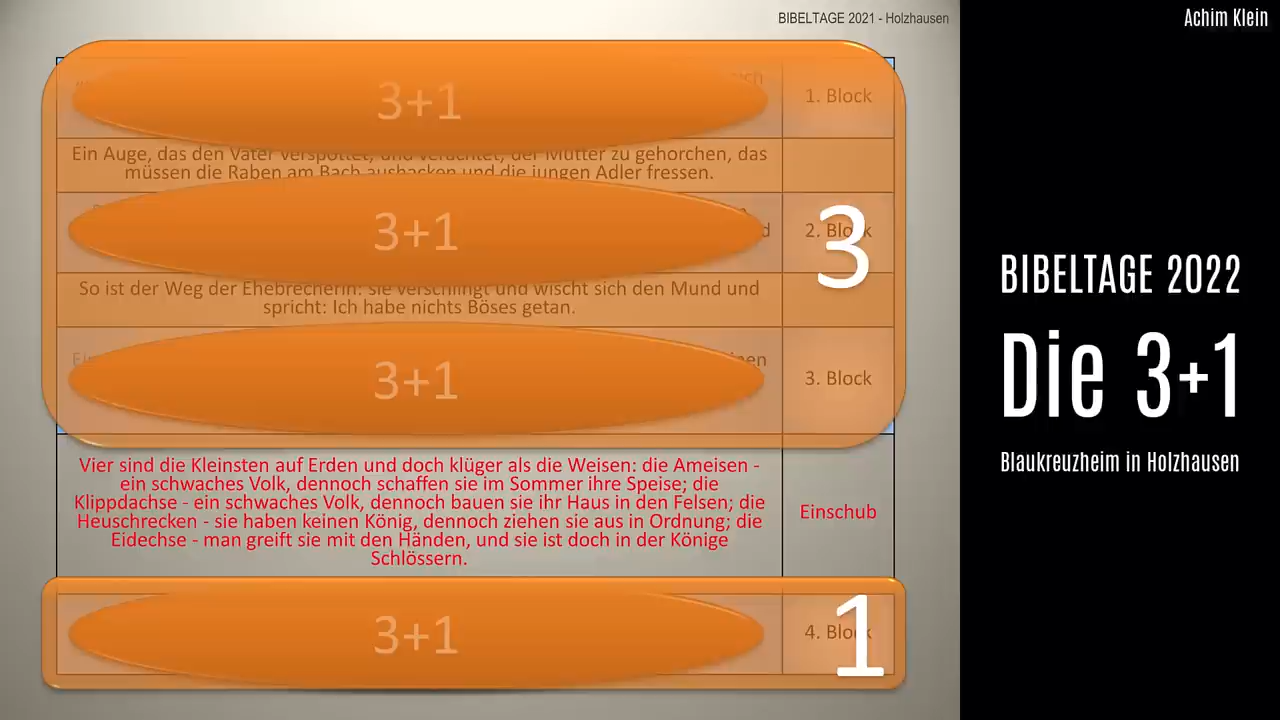 BIBELTAGE 2021 - Holzhausen
Achim Klein
3+1
1. Block
Ein Auge, das den Vater verspottet, und verachtet, der Mutter zu gehorchen, das
müssen die Raben am Bach aushacken und die jungen Adler fressen.
3+1
2. Block
3
So ist der Weg der Ehebrecherin: sie verschlingt und wischt sich den Mund und
spricht: Ich habe nichts Böses getan.
3+1
3. Block
Vier sind die Kleinsten auf Erden und doch klüger als die Weisen: die Ameisen -
ein schwaches Volk, dennoch schaffen sie im Sommer ihre Speise; die
Klippdachse - ein schwaches Volk, dennoch bauen sie ihr Haus in den Felsen; die
Heuschrecken - sie haben keinen König, dennoch ziehen sie aus in Ordnung; die
Eidechse - man greift sie mit den Händen, und sie ist doch in der Könige
Schlössern.
Einschub
3+1
4. Block
1
BIBELTAGE 2022
Die 3+1
Blaukreuzheim in Holzhausen